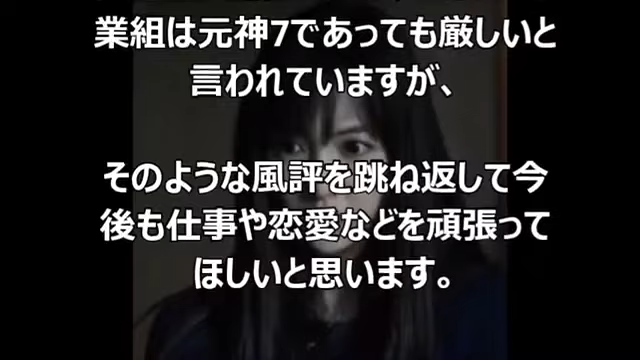 業組は元神7であっても厳しいと
言われていますが、
そのような風評を跳ね返して今
後も仕事や恋愛などを頑張って
ほしいと思います。